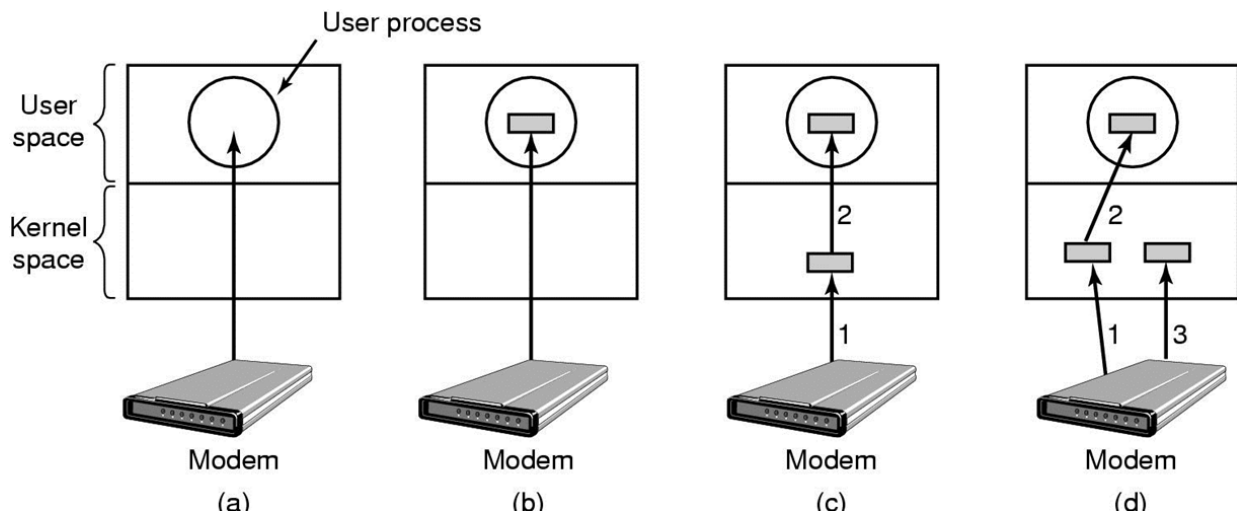 User process
User
space
Kernel
space
2
1
2
1
3
Modem
Modem
Modem
Modem
(a)
(b)
(c)
(d)